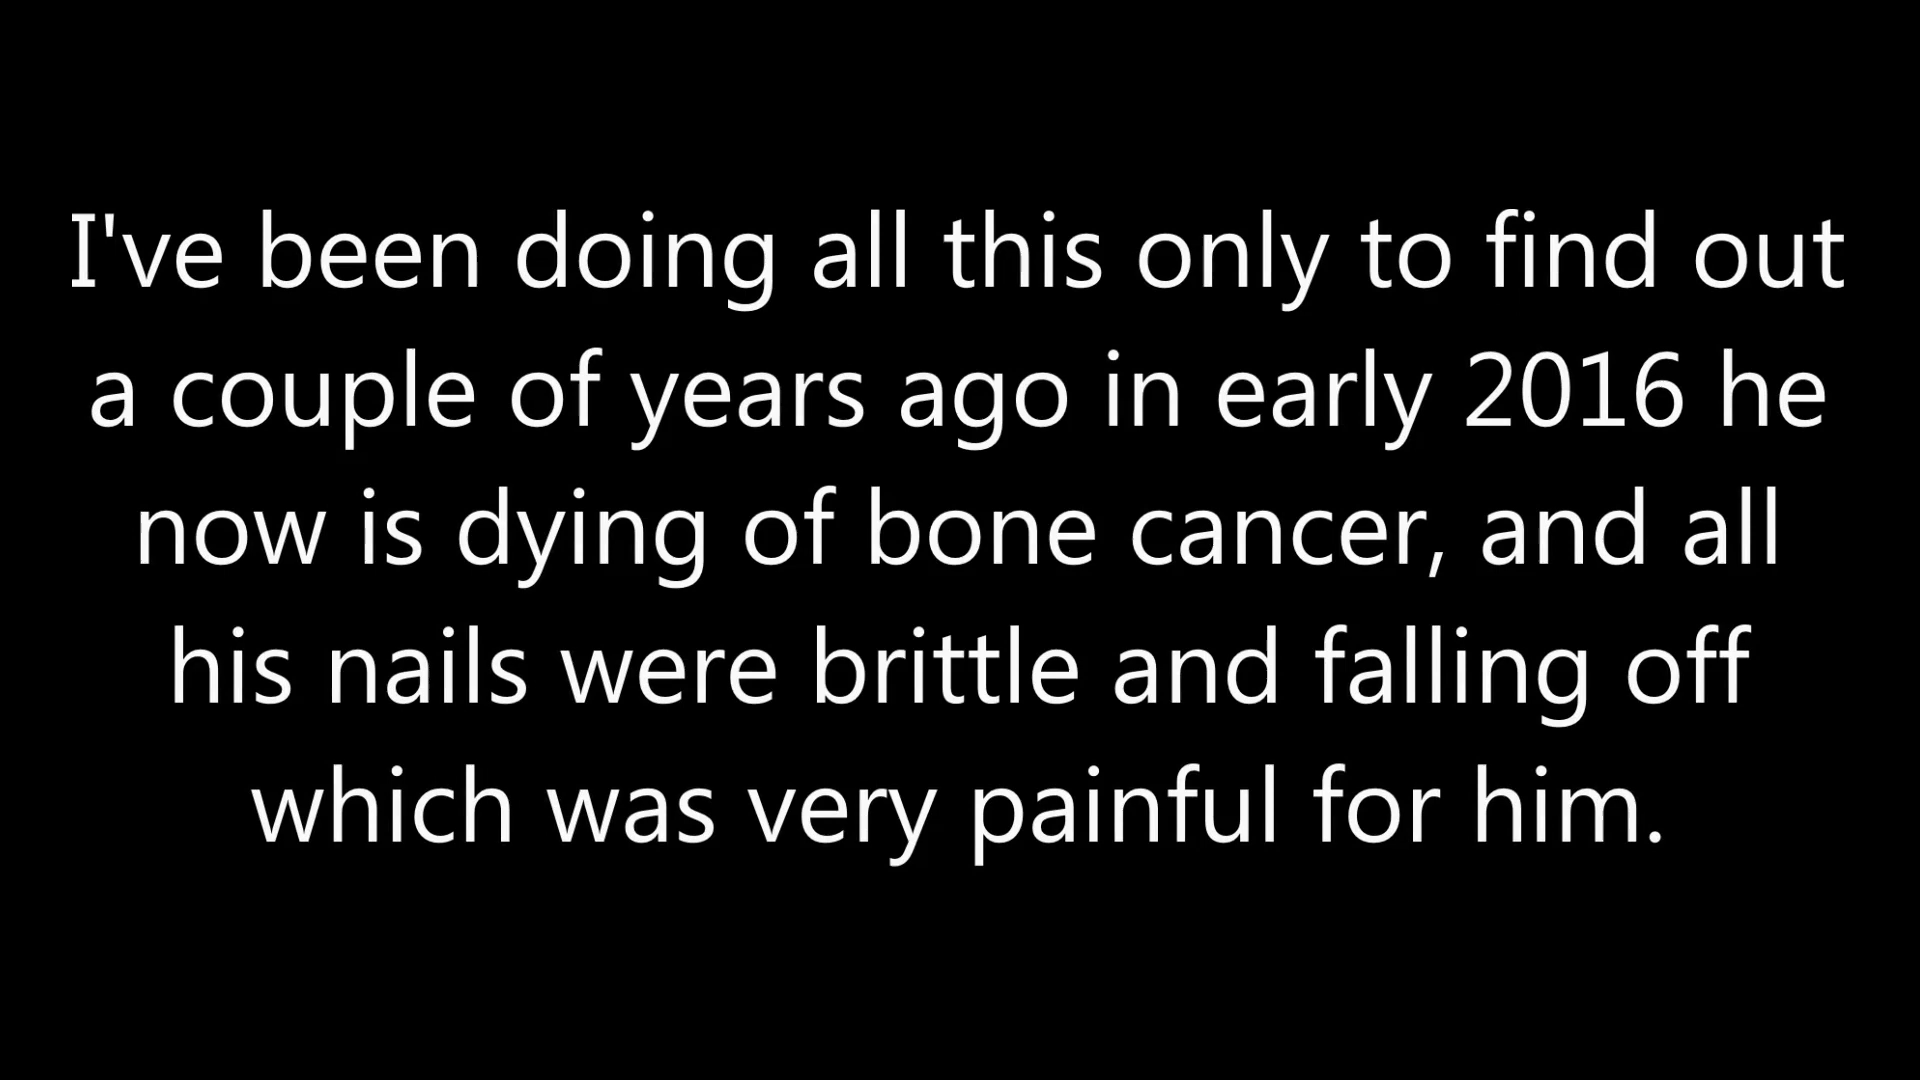 I've been doing all this only to find out
a couple of years ago in early 2016 he
now is dying of bone cancer, and all
his nails were brittle and falling off
which was very painful for him.